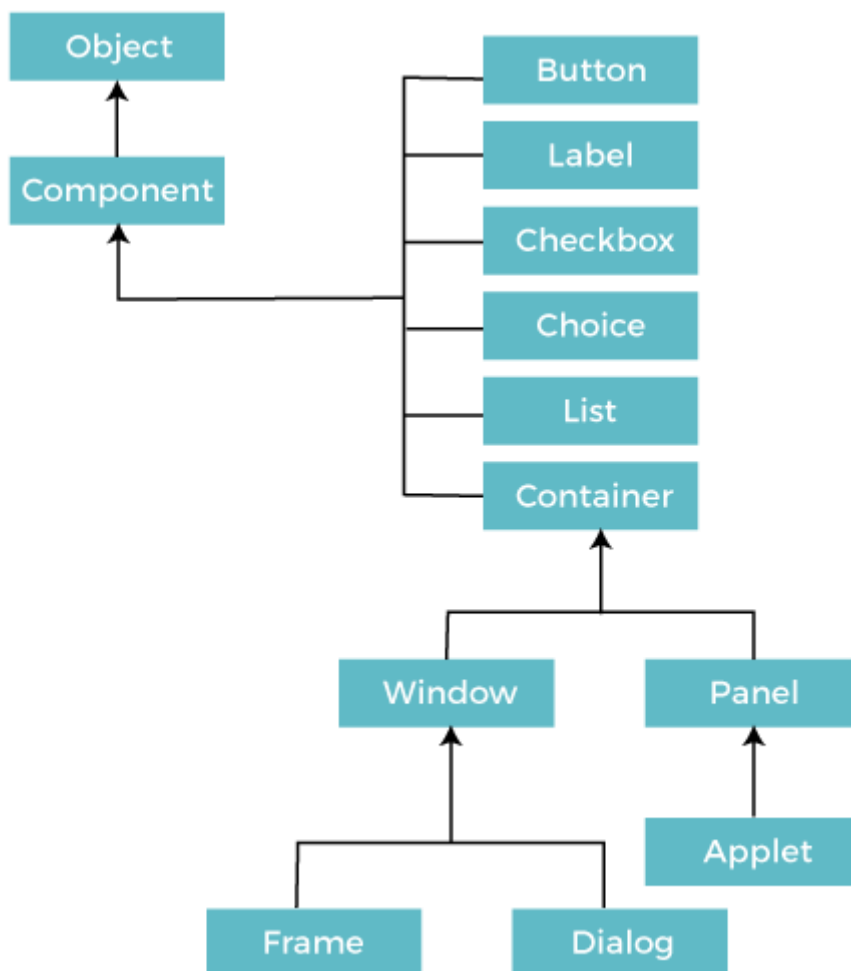 Object
Component
Button
Label
Checkbox
Choice
List
Container
Window
Panel
Applet
Frame
Dialog